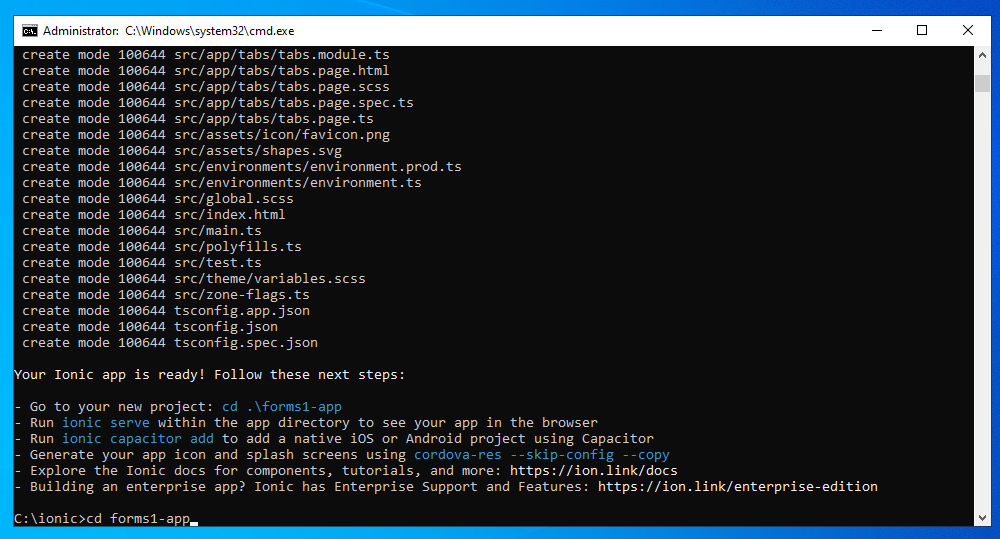 Administrator: C:\Windows\system32\cmd.exe
create mode 100644 src/app/tabs/tabs.module.ts
create mode 100644 src/app/tabs/tabs.page.html
create mode 100644 src/app/tabs/tabs.page.scss
create mode 100644 src/app/tabs/tabs.page.spec.ts
create mode 100644 src/app/tabs/tabs.page.ts
create mode 100644 src/assets/icon/favicon.png
create mode 100644 src/assets/shapes.svg
create mode 100644 src/environments/environment.prod.ts
create mode 100644 src/environments/environment.ts
create mode 100644 src/global.scss
create mode 100644 src/index.html
create mode 100644 src/main.ts
create mode 100644 src/polyfills.ts
create mode 100644 src/test.ts
create mode 100644 src/theme/variables.scss
create mode 100644 src/zone-flags.ts
create mode 100644 tsconfig.app.json
create mode 100644 tsconfig.json
create mode 100644 tsconfig.spec.json
Your Ionic app is ready! Follow these next steps:
- Go to your new project: cd .\forms1-app
- Run ionic serve within the app directory to see your app in the browser
- Run ionic capacitor add to add a native iOS or Android project using Capacitor
- Generate your app icon and splash screens using cordova-res --skip-config --copy
- Explore the Ionic docs for components, tutorials, and more: https://ion.link/docs
- Building an enterprise app? Ionic has Enterprise Support and Features: https://ion.link/enterprise-edition
C:\ionic>cd forms1-app